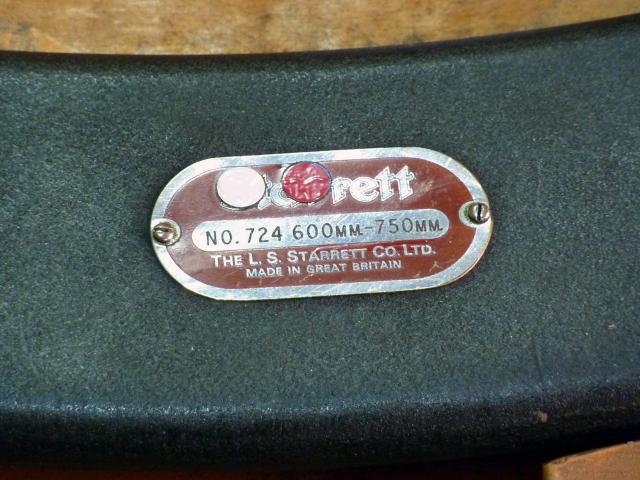 NO. 724 600MM.-750MM.
THE L. S. STARRETT CO. LTD.
MADE IN GREAT BRITAIN